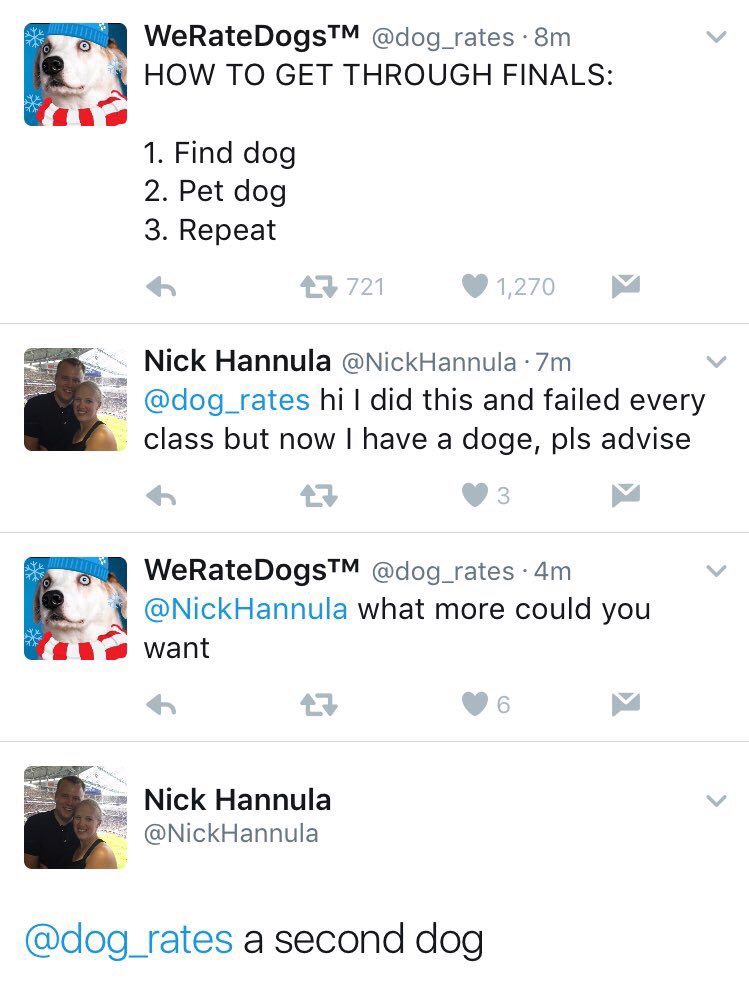 WeRateDogs™ @dog_rates · 8m
HOW TO GET THROUGH FINALS:
1. Find dog
2. Pet dog
3. Repeat
721 1,270
Nick Hannula @NickHannula · 7m
@dog_rates hi I did this and failed every
class but now I have a doge, pls advise
3
WeRateDogs™ @dog_rates · 4m
@NickHannula what more could you
want
6
Nick Hannula
@NickHannula
@dog_rates a second dog